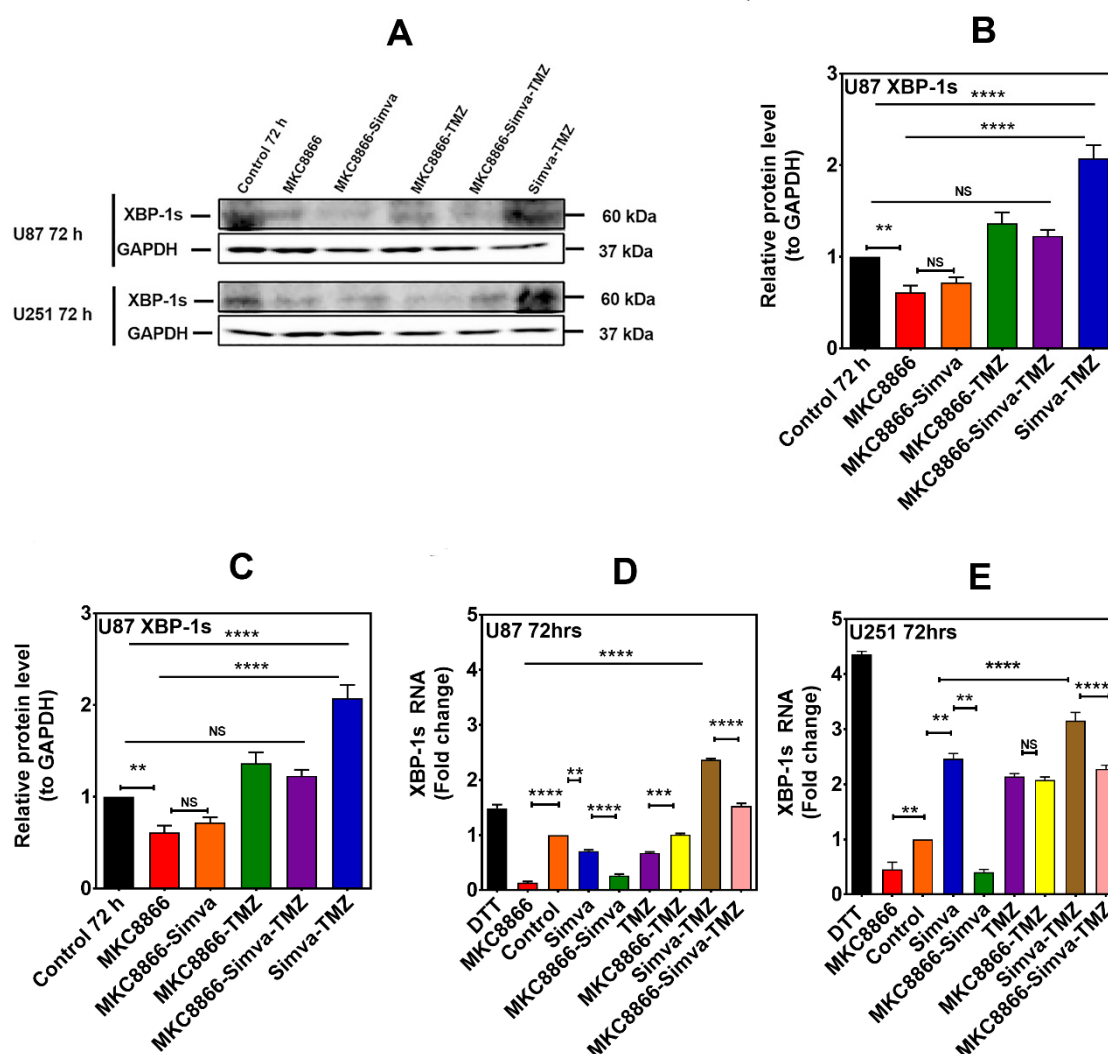 A
Control 72 h
MKC8866
MKC8866-Simva
MKC8866-TMZ
MKC8866-Simva-TMZ
Simva-TMZ
U87 72 h
XBP-1s
60 kDa
GAPDH
37 kDa
U251 72 h
XBP-1s
60 kDa
GAPDH
37 kDa
B
U87 XBP-1s
Relative protein level
(to GAPDH)
3
2
1
0
****
****
NS
**
NS
Control 72 h
MKC8866
MKC8866-Simva
MKC8866-TMZ
MKC8866-Simva-TMZ
Simva-TMZ
C
U87 XBP-1s
Relative protein level
(to GAPDH)
3
2
1
0
****
****
NS
**
NS
Control 72 h
MKC8866
MKC8866-Simva
MKC8866-TMZ
MKC8866-Simva-TMZ
Simva-TMZ
D
U87 72hrs
XBP-1s RNA
(Fold change)
5
4
3
2
1
0
****
****
**
****
***
****
DTT
MKC8866
Control
Simva
MKC8866-Simva
TMZ
MKC8866-TMZ
Simva-TMZ
MKC8866-Simva-TMZ
E
U251 72hrs
XBP-1s RNA
(Fold change)
5
4
3
2
1
0
****
**
**
****
NS
**
DTT
MKC8866
Control
Simva
MKC8866-Simva
TMZ
MKC8866-TMZ
Simva-TMZ
MKC8866-Simva-TMZ